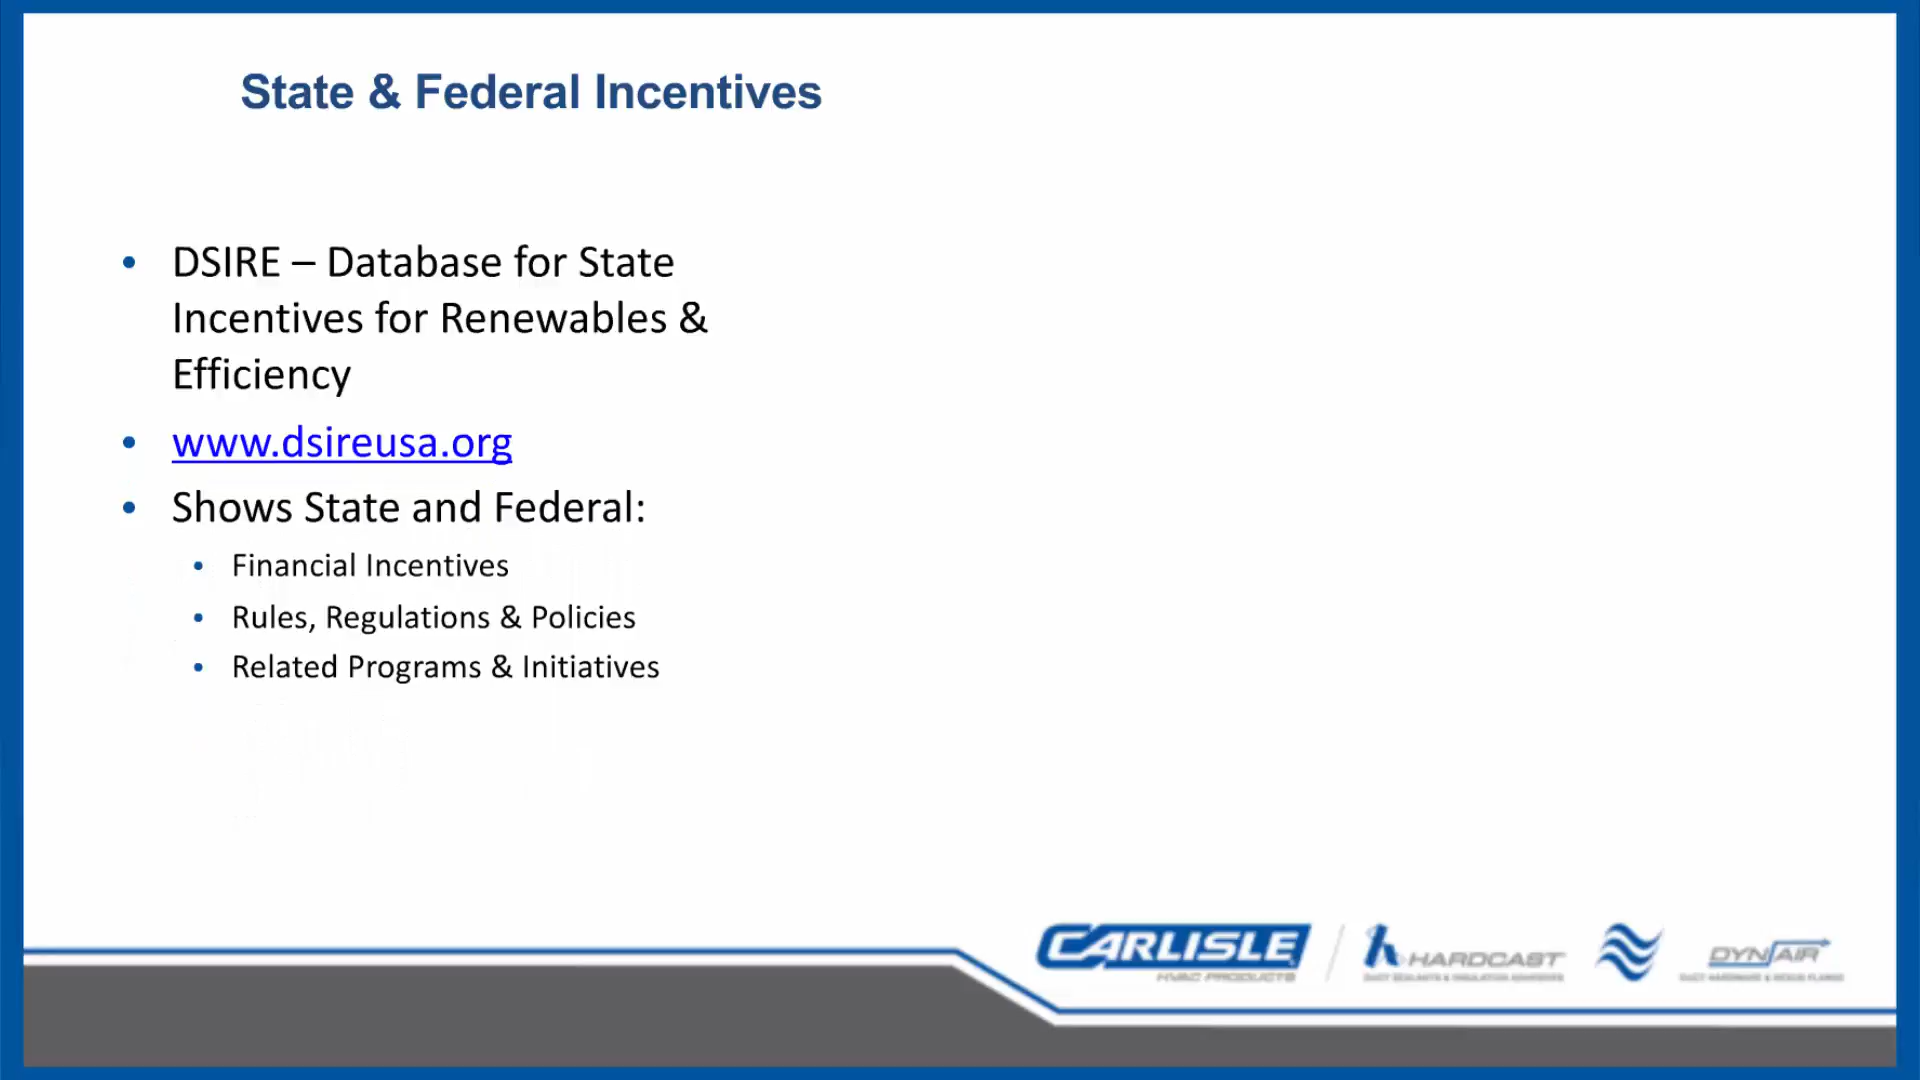 State & Federal Incentives
• DSIRE – Database for State
Incentives for Renewables &
Efficiency
• www.dsireusa.org
• Shows State and Federal:
• Financial Incentives
• Rules, Regulations & Policies
• Related Programs & Initiatives
CARLISLE
HVAC PRODUCTS
HARDCAST
DYNAIR